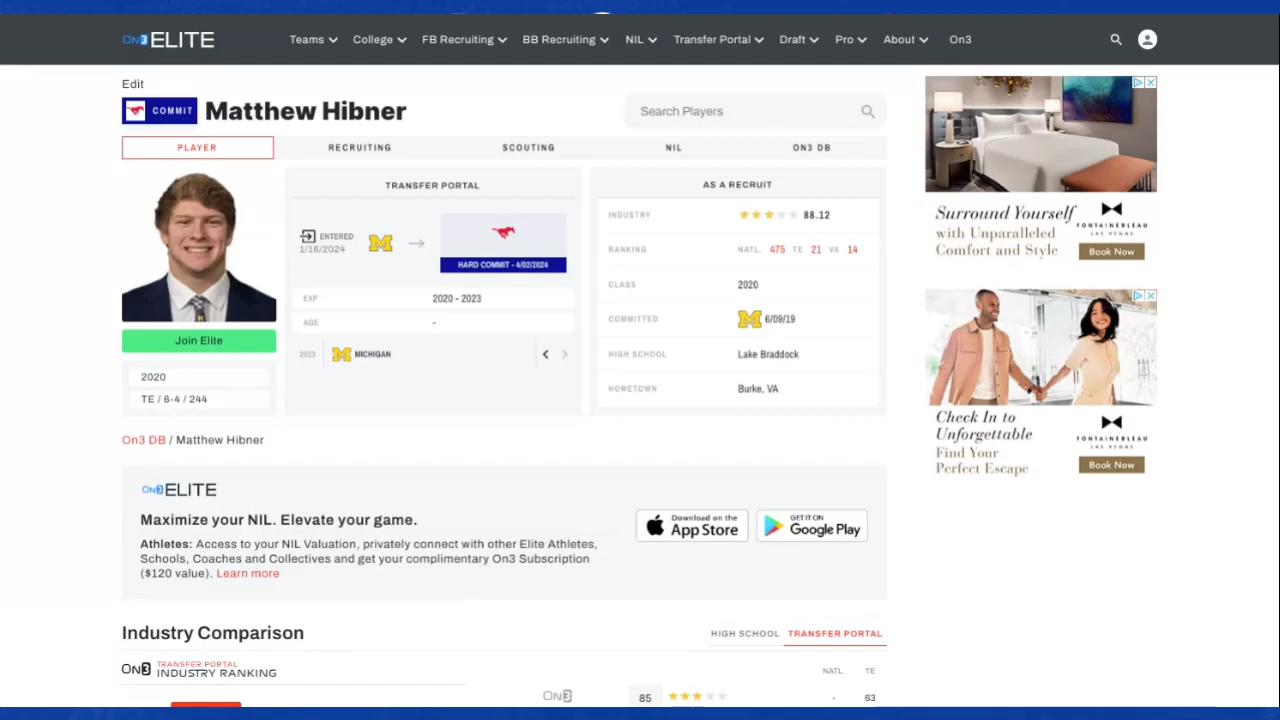 On3 ELITE
Teams College FB Recruiting BB Recruiting NIL Transfer Portal Draft Pro About On3
Edit
COMMIT Matthew Hibner
Search Players
PLAYER RECRUITING SCOUTING NIL ON3 DB
TRANSFER PORTAL
ENTERED
1/16/2024
M
HARD COMMIT - 4/02/2024
EXP 2020 - 2023
AGE -
2023 M MICHIGAN
AS A RECRUIT
INDUSTRY 88.12
RANKING NATL. 475 TE 21 VA 14
CLASS 2020
COMMITTED M 6/09/19
HIGH SCHOOL Lake Braddock
HOMETOWN Burke, VA
Join Elite
2020
TE / 6-4 / 244
On3 DB / Matthew Hibner
On3 ELITE
Maximize your NIL. Elevate your game.
Athletes: Access to your NIL Valuation, privately connect with other Elite Athletes,
Schools, Coaches and Collectives and get your complimentary On3 Subscription
($120 value). Learn more
Download on the
App Store
GET IT ON
Google Play
Industry Comparison
HIGH SCHOOL TRANSFER PORTAL
On3 TRANSFER PORTAL
INDUSTRY RANKING
NATL. TE
On3 85 - 63
Surround Yourself
with Unparalleled
Comfort and Style
FONTAINEBLEAU
LAS VEGAS
Book Now
Check In to
Unforgettable
Find Your
Perfect Escape
FONTAINEBLEAU
LAS VEGAS
Book Now